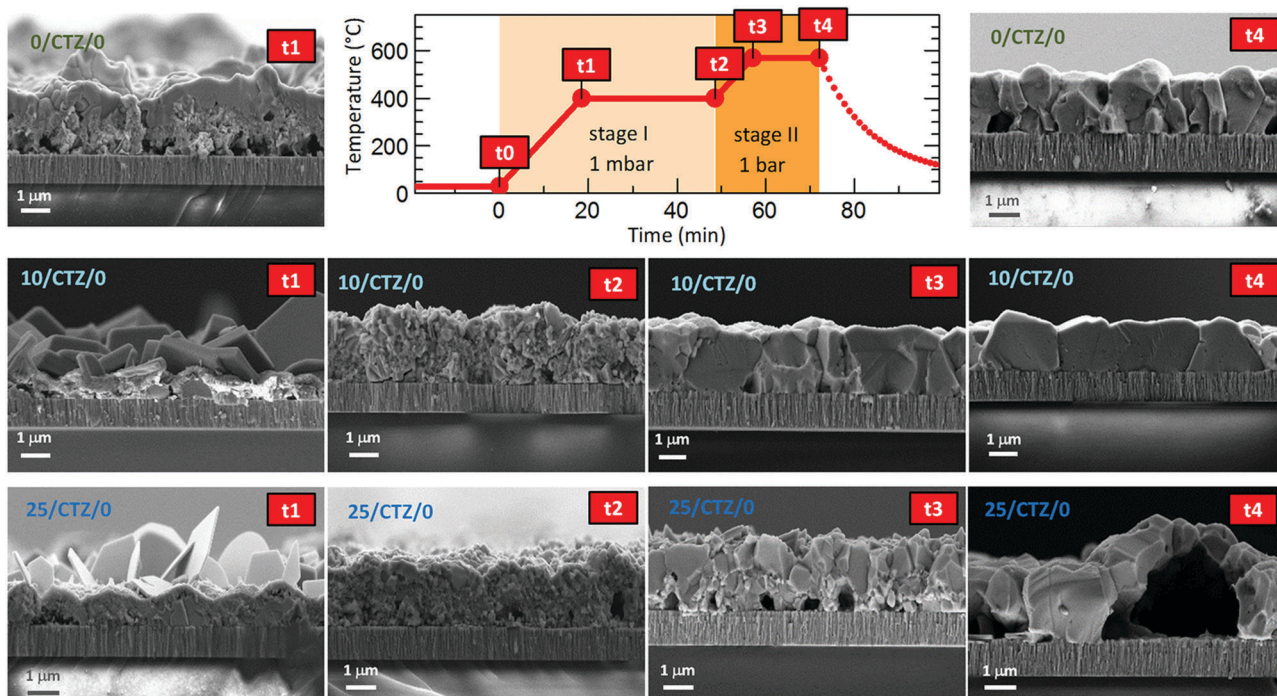 0/CTZ/0
t1
1 μm
Temperature (°C)
600
400
200
0
t0
t1
t2
t3
t4
stage I
1 mbar
stage II
1 bar
0
20
40
60
80
Time (min)
0/CTZ/0
t4
1 μm
10/CTZ/0
t1
1 μm
10/CTZ/0
t2
1 μm
10/CTZ/0
t3
1 μm
10/CTZ/0
t4
1 μm
25/CTZ/0
t1
1 μm
25/CTZ/0
t2
1 μm
25/CTZ/0
t3
1 μm
25/CTZ/0
t4
1 μm